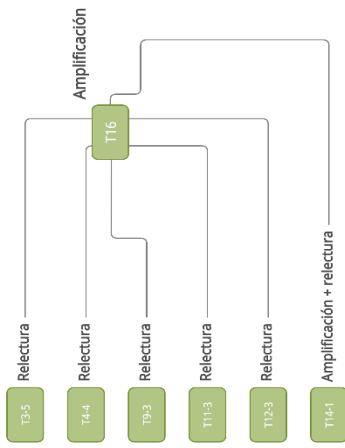 Amplificación
T16
Relectura
Relectura
Relectura
Relectura
Relectura
Amplificación + relectura
T3-5
T4-4
T9-3
T11-3
T12-3
T14-1